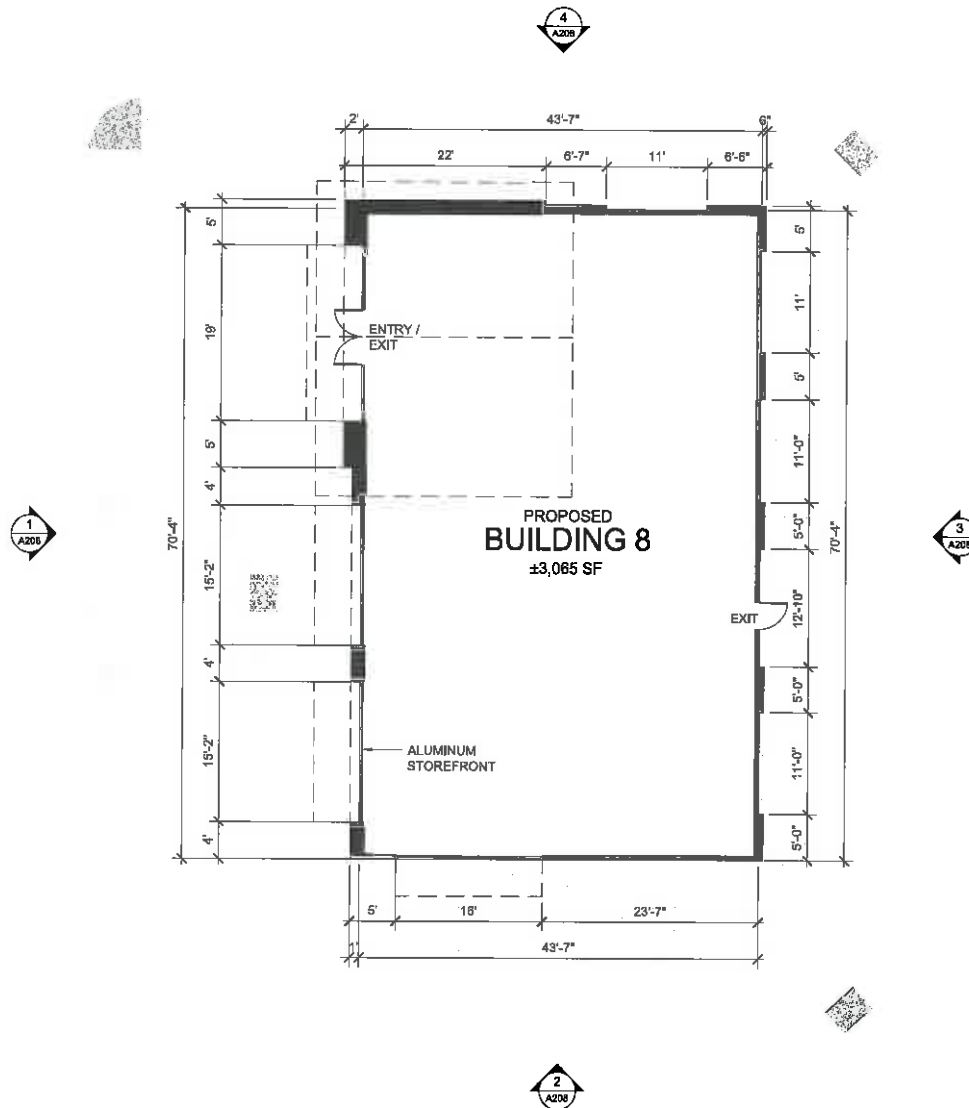 4
A208
2'
43'-7"
6"
22'
6'-7"
11'
6'-6"
5'
19'
5'
4'
15'-2"
4'
15'-2"
4'
70'-4"
ENTRY /
EXIT
PROPOSED
BUILDING 8
±3,065 SF
EXIT
ALUMINUM
STOREFRONT
5'
11'
5'
11'-0"
5'-0"
12'-10"
5'-0"
11'-0"
5'-0"
70'-4"
1
A208
3
A208
5'
16'
23'-7"
1'
43'-7"
2
A208